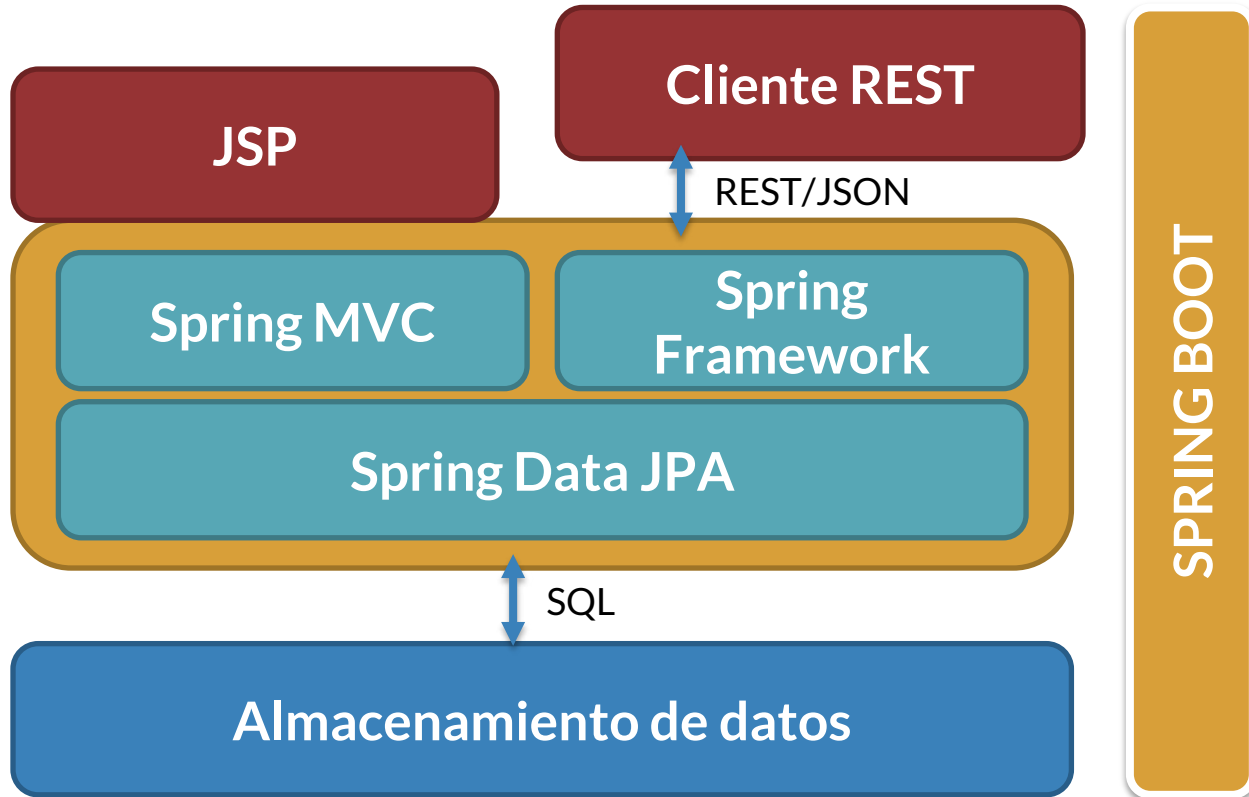 Cliente REST
JSP
REST/JSON
Spring MVC
Spring
Framework
Spring Data JPA
SQL
Almacenamiento de datos
SPRING BOOT